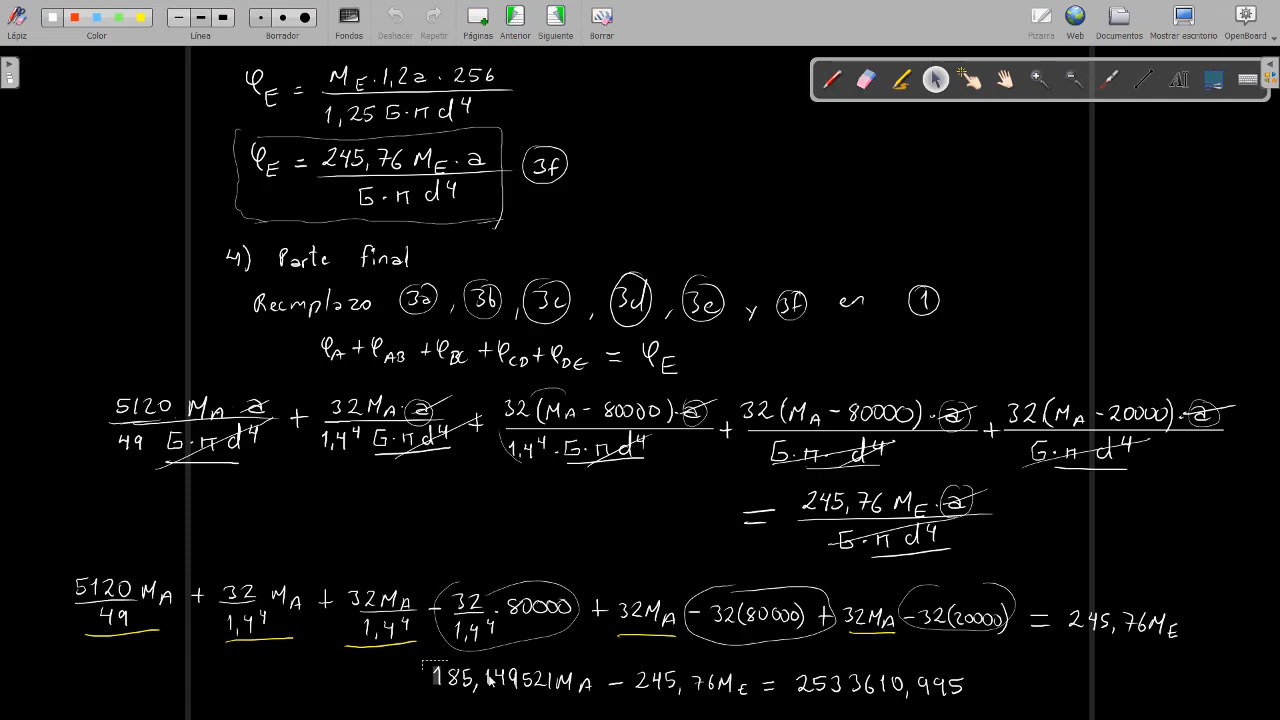 Lápiz Color Línea Borrador Fondos Deshacer Repetir Páginas Anterior Siguiente Borrar Pizarra Web Documentos Mostrar escritorio OpenBoard
φE = ME·1,2a·256 / 1,25 G·π d⁴
φE = 245,76 ME·a / G·π d⁴ (3f)
4) Parte final
Reemplazo (3a), (3b), (3c), (3d), (3e) y (3f) en (1)
φA + φAB + φBC + φCD + φDE = φE
5120 MA a / 49 G·π d⁴ + 32MA·a / 1,4⁴ G·π d⁴ + 32(MA - 80000)·a / 1,4⁴·G·π d⁴ + 32(MA - 80000)·a / G·π d⁴ + 32(MA - 20000)·a / G·π d⁴
= 245,76 ME·a / G·π d⁴
5120/49 MA + 32/1,4⁴ MA + 32MA/1,4⁴ - 32/1,4⁴·80000 + 32MA - 32(80000) + 32MA - 32(20000) = 245,76ME
185,149521MA - 245,76ME = 2533610,995